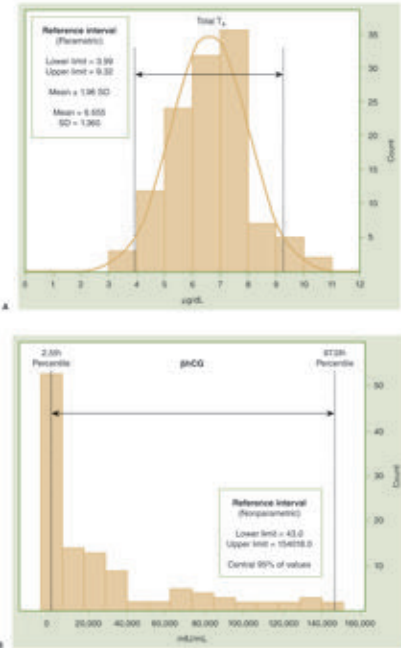 Total T₄
Reference interval
(Parametric)
Lower limit = 3.99
Upper limit = 9.32
Mean ± 1.96 SD
Mean = 6.655
SD = 1.360
35
30
25
20
15
10
5
Count
0 1 2 3 4 5 6 7 8 9 10 11 12
µg/dL
A
2.5th
Percentile
βhCG
97.5th
Percentile
50
40
30
20
10
Count
Reference interval
(Nonparametric)
Lower limit = 43.0
Upper limit = 154018.0
Central 95% of values
0 20,000 40,000 60,000 80,000 100,000 120,000 140,000 160,000
mIU/mL
B